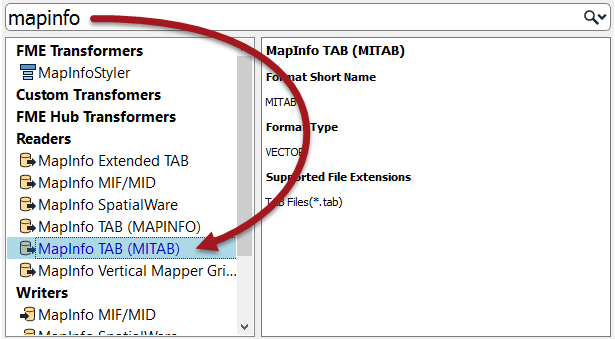 mapinfo
FME Transformers
MapInfoStyler
Custom Transfomers
FME Hub Transformers
Readers
MapInfo Extended TAB
MapInfo MIF/MID
MapInfo SpatialWare
MapInfo TAB (MAPINFO)
MapInfo TAB (MITAB)
MapInfo Vertical Mapper Gri...
Writers
MapInfo MIF/MID
MapInfo SpatialWare
MapInfo TAB (MITAB)
Format Short Name
MITAB
Format Type
VECTOR
Supported File Extensions
TAB Files(*.tab)